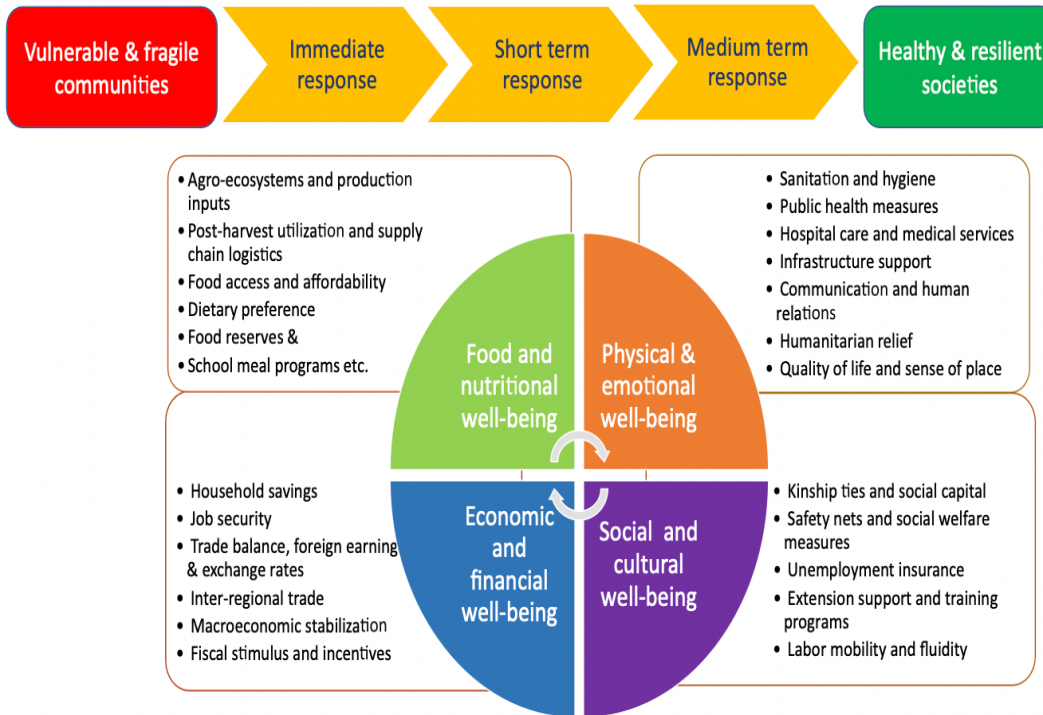 Vulnerable & fragile
communities
Immediate
response
Short term
response
Medium term
response
Healthy & resilient
societies
• Agro-ecosystems and production
inputs
• Post-harvest utilization and supply
chain logistics
• Food access and affordability
• Dietary preference
• Food reserves &
• School meal programs etc.
• Sanitation and hygiene
• Public health measures
• Hospital care and medical services
• Infrastructure support
• Communication and human
relations
• Humanitarian relief
• Quality of life and sense of place
Food and
nutritional
well-being
Physical &
emotional
well-being
• Household savings
• Job security
• Trade balance, foreign earning
& exchange rates
• Inter-regional trade
• Macroeconomic stabilization
• Fiscal stimulus and incentives
Economic
and
financial
well-being
Social and
cultural
well-being
• Kinship ties and social capital
• Safety nets and social welfare
measures
• Unemployment insurance
• Extension support and training
programs
• Labor mobility and fluidity